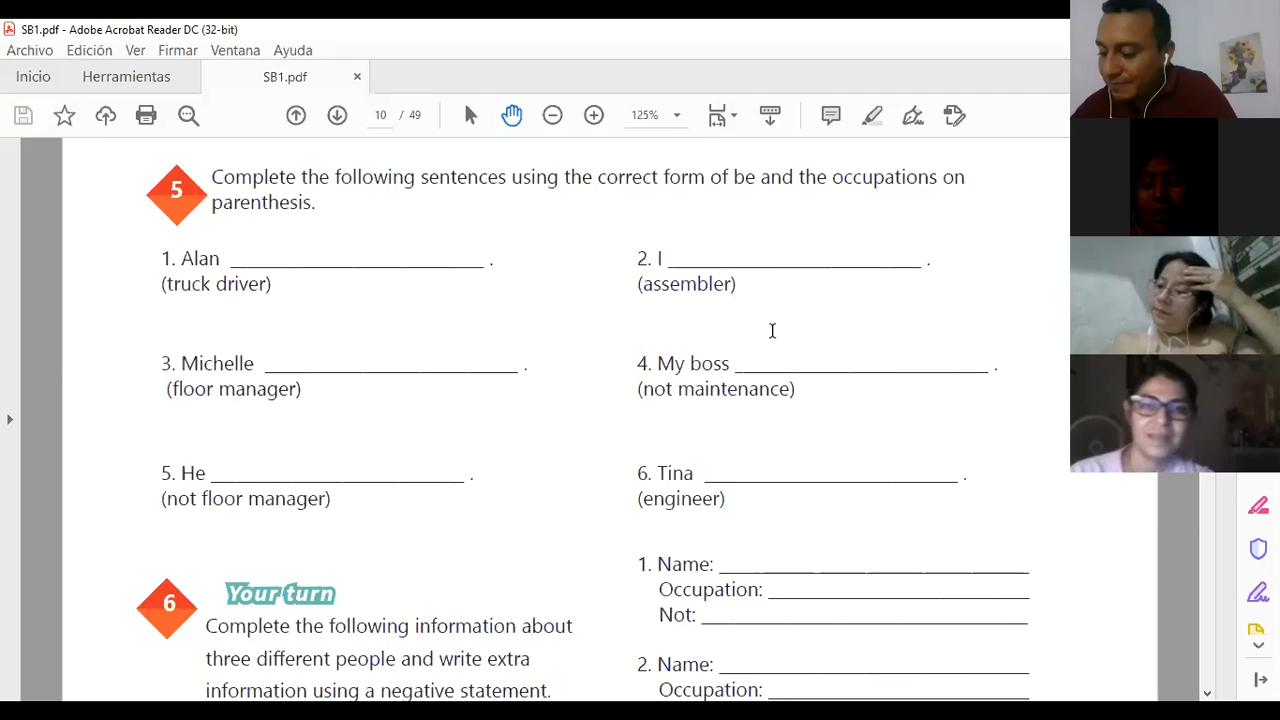 SB1.pdf - Adobe Acrobat Reader DC (32-bit)
Archivo Edición Ver Firmar Ventana Ayuda
Inicio Herramientas SB1.pdf ×
10 / 49 125%
5 Complete the following sentences using the correct form of be and the occupations on
parenthesis.
1. Alan ________________________ .
(truck driver)
2. I ________________________ .
(assembler)
3. Michelle ________________________ .
(floor manager)
4. My boss ________________________ .
(not maintenance)
5. He ________________________ .
(not floor manager)
6. Tina ________________________ .
(engineer)
6 Your turn
Complete the following information about
three different people and write extra
information using a negative statement.
1. Name: ________________________
Occupation: ________________________
Not: ________________________
2. Name: ________________________
Occupation: ________________________